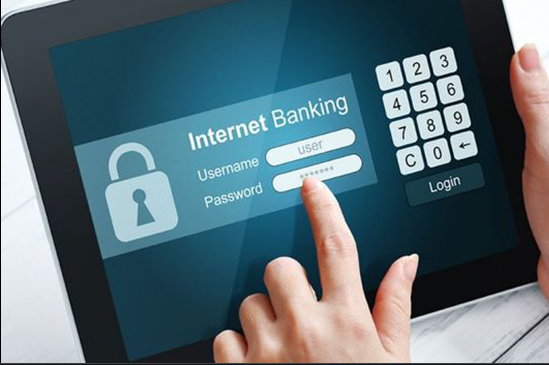 Internet Banking
Username user
Password *******
1 2 3
4 5 6
7 8 9
C 0 ←
Login